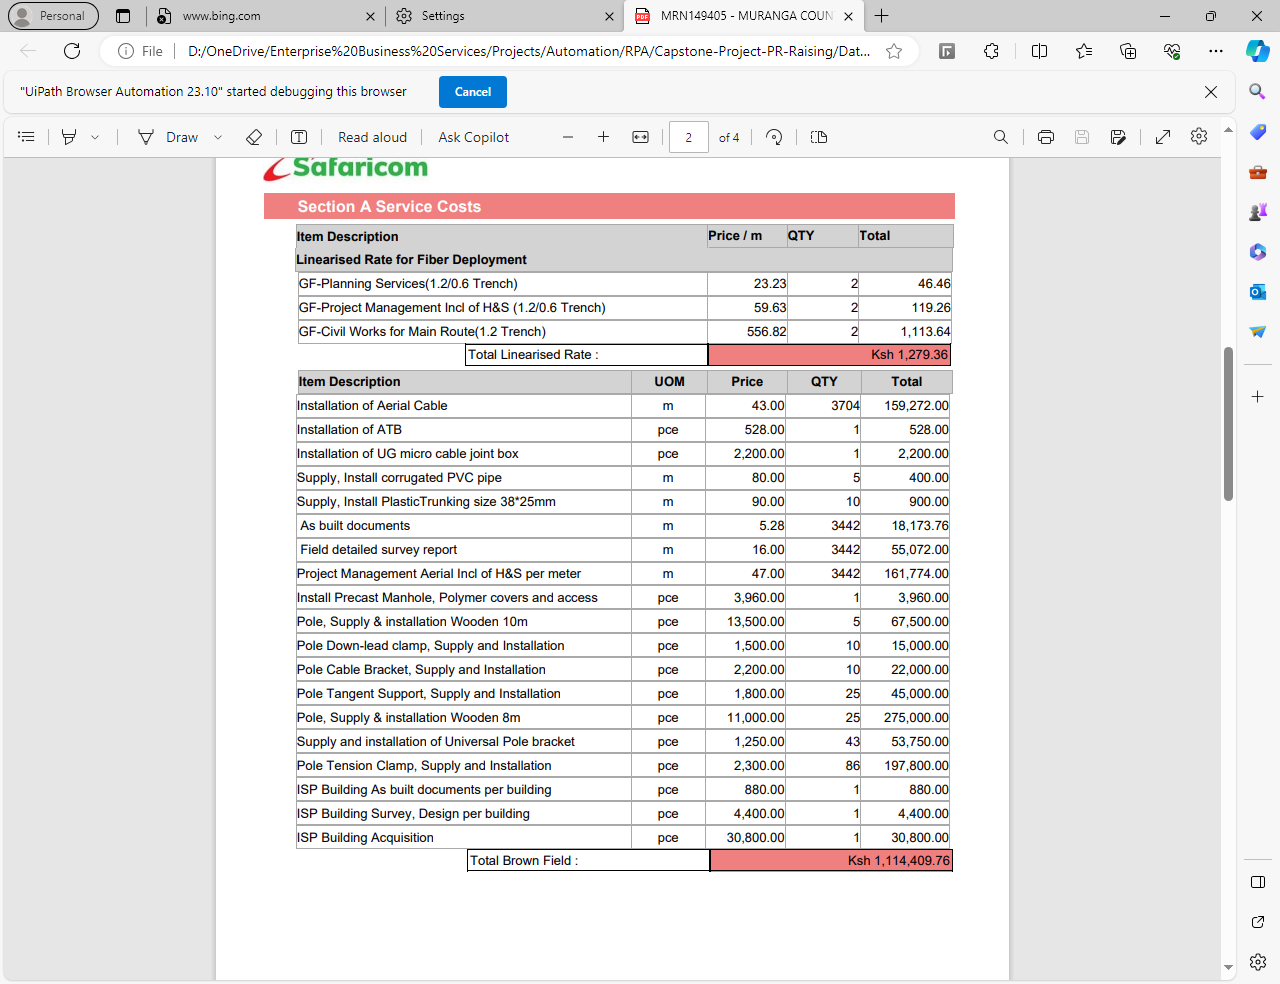 Personal
www.bing.com
Settings
MRN149405 - MURANGA COUN
File
D:/OneDrive/Enterprise%20Business%20Services/Projects/Automation/RPA/Capstone-Project-PR-Raising/Dat...
"UiPath Browser Automation 23.10" started debugging this browser
Cancel
Draw
Read aloud
Ask Copilot
2
of 4
Safaricom
Section A Service Costs
Item Description Price / m QTY Total
Linearised Rate for Fiber Deployment
GF-Planning Services(1.2/0.6 Trench) 23.23 2 46.46
GF-Project Management Incl of H&S (1.2/0.6 Trench) 59.63 2 119.26
GF-Civil Works for Main Route(1.2 Trench) 556.82 2 1,113.64
Total Linearised Rate : Ksh 1,279.36
Item Description UOM Price QTY Total
Installation of Aerial Cable m 43.00 3704 159,272.00
Installation of ATB pce 528.00 1 528.00
Installation of UG micro cable joint box pce 2,200.00 1 2,200.00
Supply, Install corrugated PVC pipe m 80.00 5 400.00
Supply, Install PlasticTrunking size 38*25mm m 90.00 10 900.00
As built documents m 5.28 3442 18,173.76
Field detailed survey report m 16.00 3442 55,072.00
Project Management Aerial Incl of H&S per meter m 47.00 3442 161,774.00
Install Precast Manhole, Polymer covers and access pce 3,960.00 1 3,960.00
Pole, Supply & installation Wooden 10m pce 13,500.00 5 67,500.00
Pole Down-lead clamp, Supply and Installation pce 1,500.00 10 15,000.00
Pole Cable Bracket, Supply and Installation pce 2,200.00 10 22,000.00
Pole Tangent Support, Supply and Installation pce 1,800.00 25 45,000.00
Pole, Supply & installation Wooden 8m pce 11,000.00 25 275,000.00
Supply and installation of Universal Pole bracket pce 1,250.00 43 53,750.00
Pole Tension Clamp, Supply and Installation pce 2,300.00 86 197,800.00
ISP Building As built documents per building pce 880.00 1 880.00
ISP Building Survey, Design per building pce 4,400.00 1 4,400.00
ISP Building Acquisition pce 30,800.00 1 30,800.00
Total Brown Field : Ksh 1,114,409.76